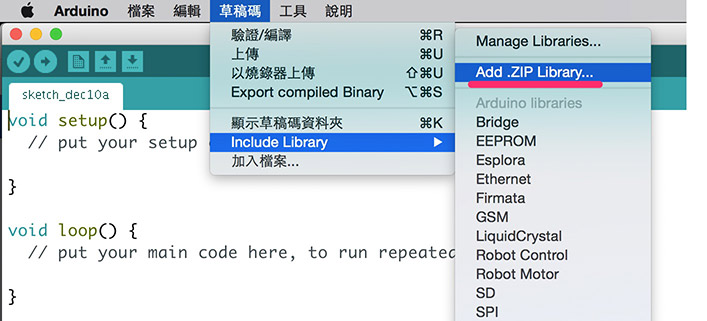 Arduino 檔案 編輯 草稿碼 工具 說明
驗證/編譯 ⌘R
上傳 ⌘U
以燒錄器上傳 ⇧⌘U
Export compiled Binary ⌥⌘S
顯示草稿碼資料夾 ⌘K
Include Library ▶
加入檔案...
Manage Libraries...
Add .ZIP Library...
Arduino libraries
Bridge
EEPROM
Esplora
Ethernet
Firmata
GSM
LiquidCrystal
Robot Control
Robot Motor
SD
SPI
sketch_dec10a
void setup() {
// put your setup
}
void loop() {
// put your main code here, to run repeated
}